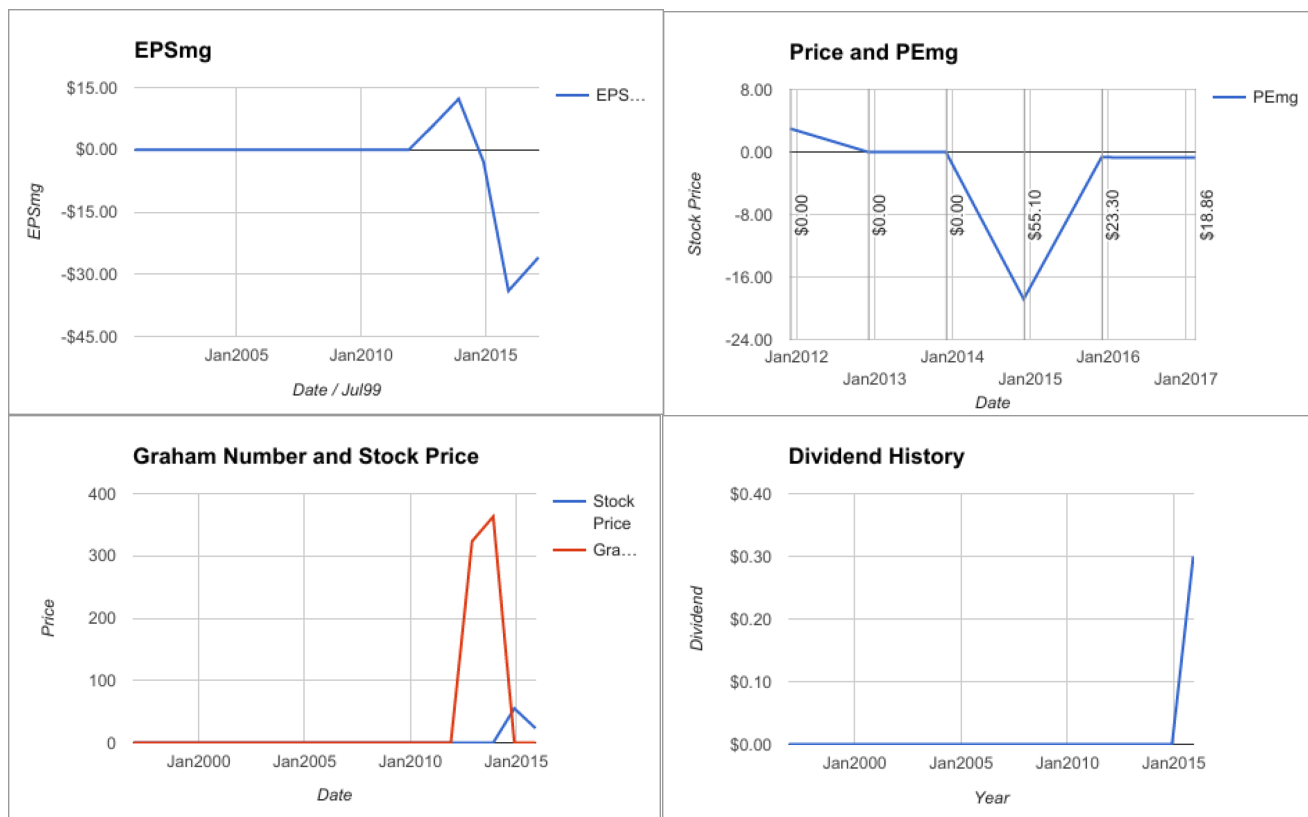 EPSmg
$15.00
$0.00
-$15.00
-$30.00
-$45.00
EPSmg
Jan2005
Jan2010
Jan2015
Date / Jul99
EPS…
Price and PEmg
8.00
0.00
-8.00
-16.00
-24.00
Stock Price
$0.00
$0.00
$0.00
$55.10
$23.30
$18.86
Jan2012
Jan2013
Jan2014
Jan2015
Jan2016
Jan2017
Date
PEmg
Graham Number and Stock Price
400
300
200
100
0
Price
Jan2000
Jan2005
Jan2010
Jan2015
Date
Stock
Price
Gra…
Dividend History
$0.40
$0.30
$0.20
$0.10
$0.00
Dividend
Jan2000
Jan2005
Jan2010
Jan2015
Year